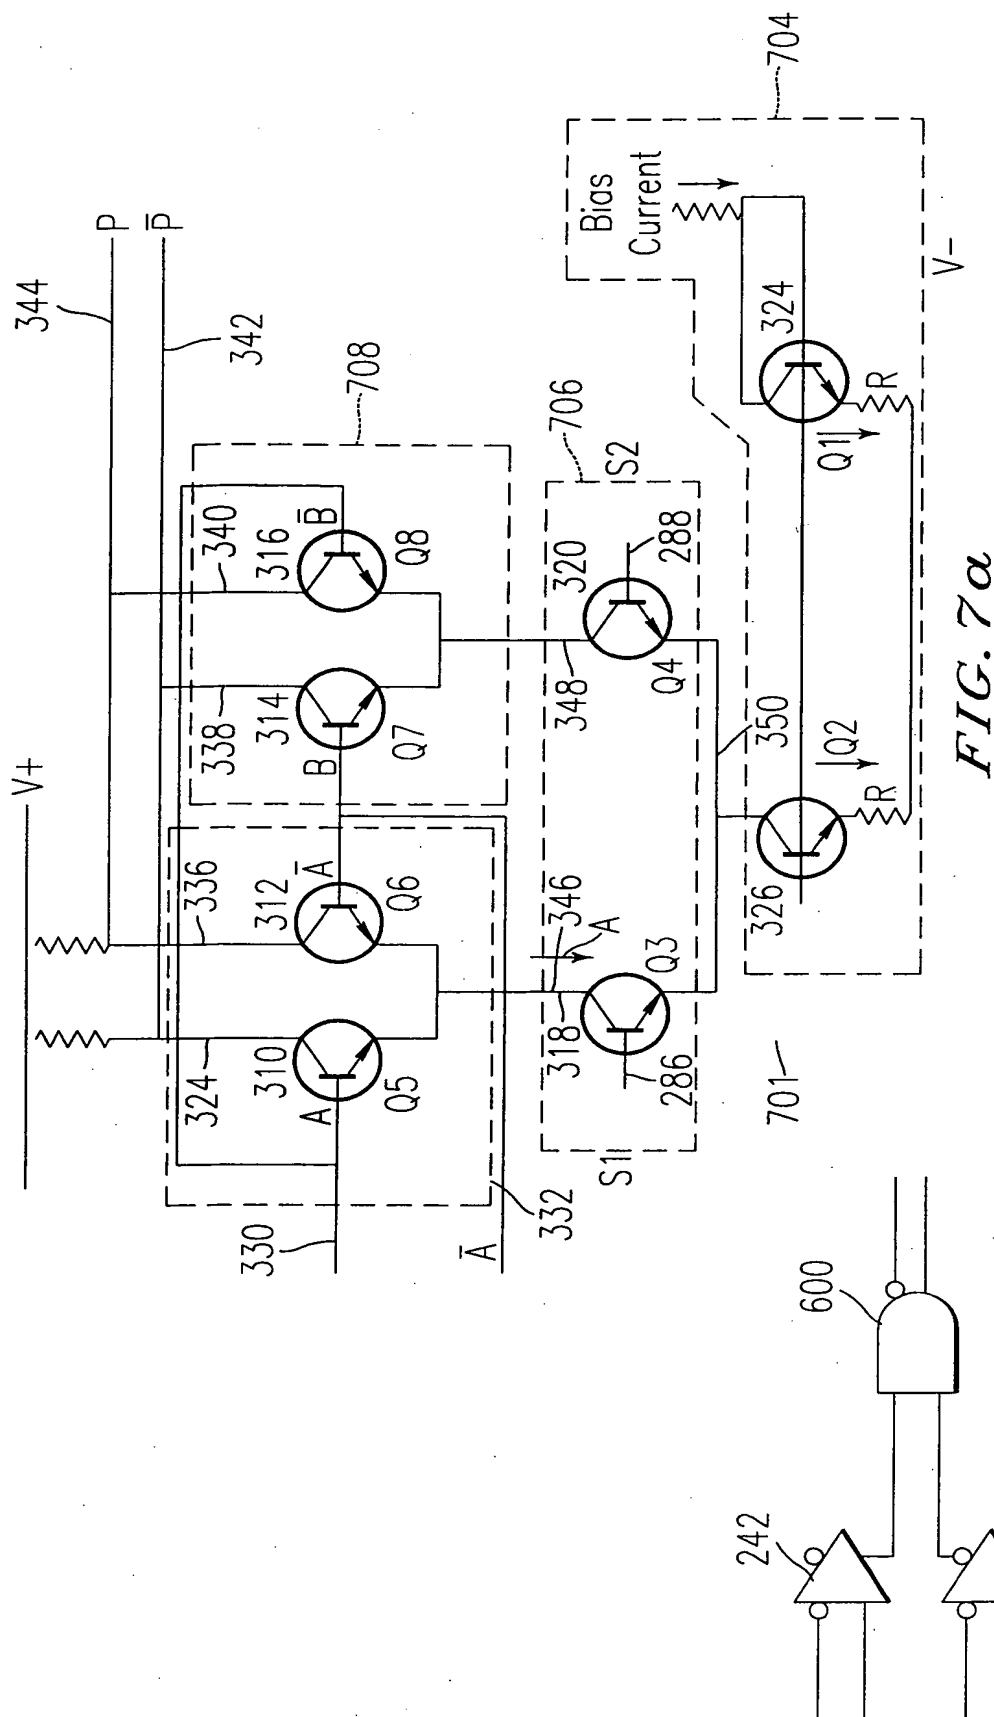 V+
344
P
P̄
342
324
336
338
340
708
310
312
314
316
A
Ā
B
B̄
Q5
Q6
Q7
Q8
330
332
Ā
346
348
706
A
318
320
S1
S2
286
288
Q3
Q4
350
Bias
Current
704
326
324
Q2
Q1
R
R
V-
701
FIG. 7a
242
600